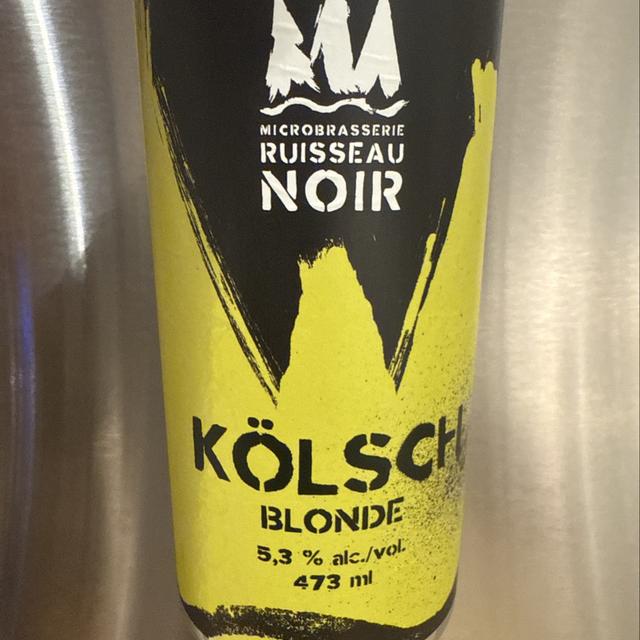 MICROBRASSERIE
RUISSEAU
NOIR
KÖLSCH
BLONDE
5,3 % alc./vol.
473 ml